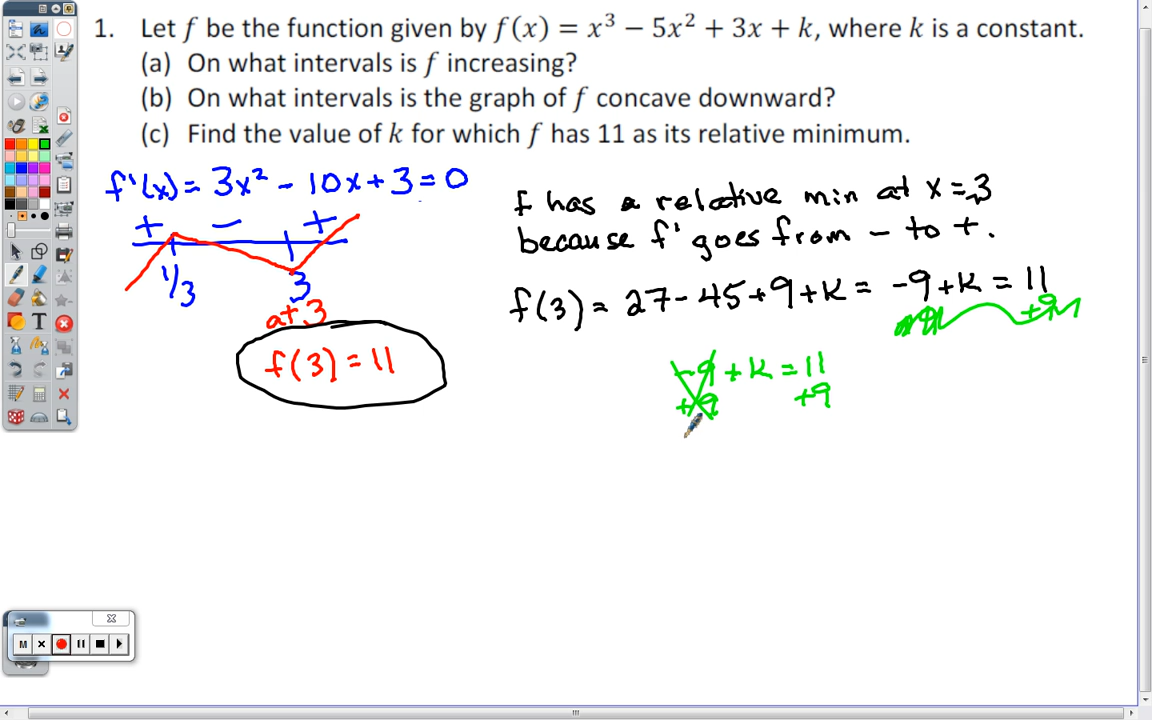 1. Let f be the function given by f(x) = x³ − 5x² + 3x + k, where k is a constant.
(a) On what intervals is f increasing?
(b) On what intervals is the graph of f concave downward?
(c) Find the value of k for which f has 11 as its relative minimum.
f'(x) = 3x² - 10x + 3 = 0
+ − +
1/3 3
at 3
f(3) = 11
f has a relative min at x = 3
because f' goes from - to +.
f(3) = 27 - 45 + 9 + k = -9 + k = 11
+9
-9 + k = 11
+9 +9
T
M